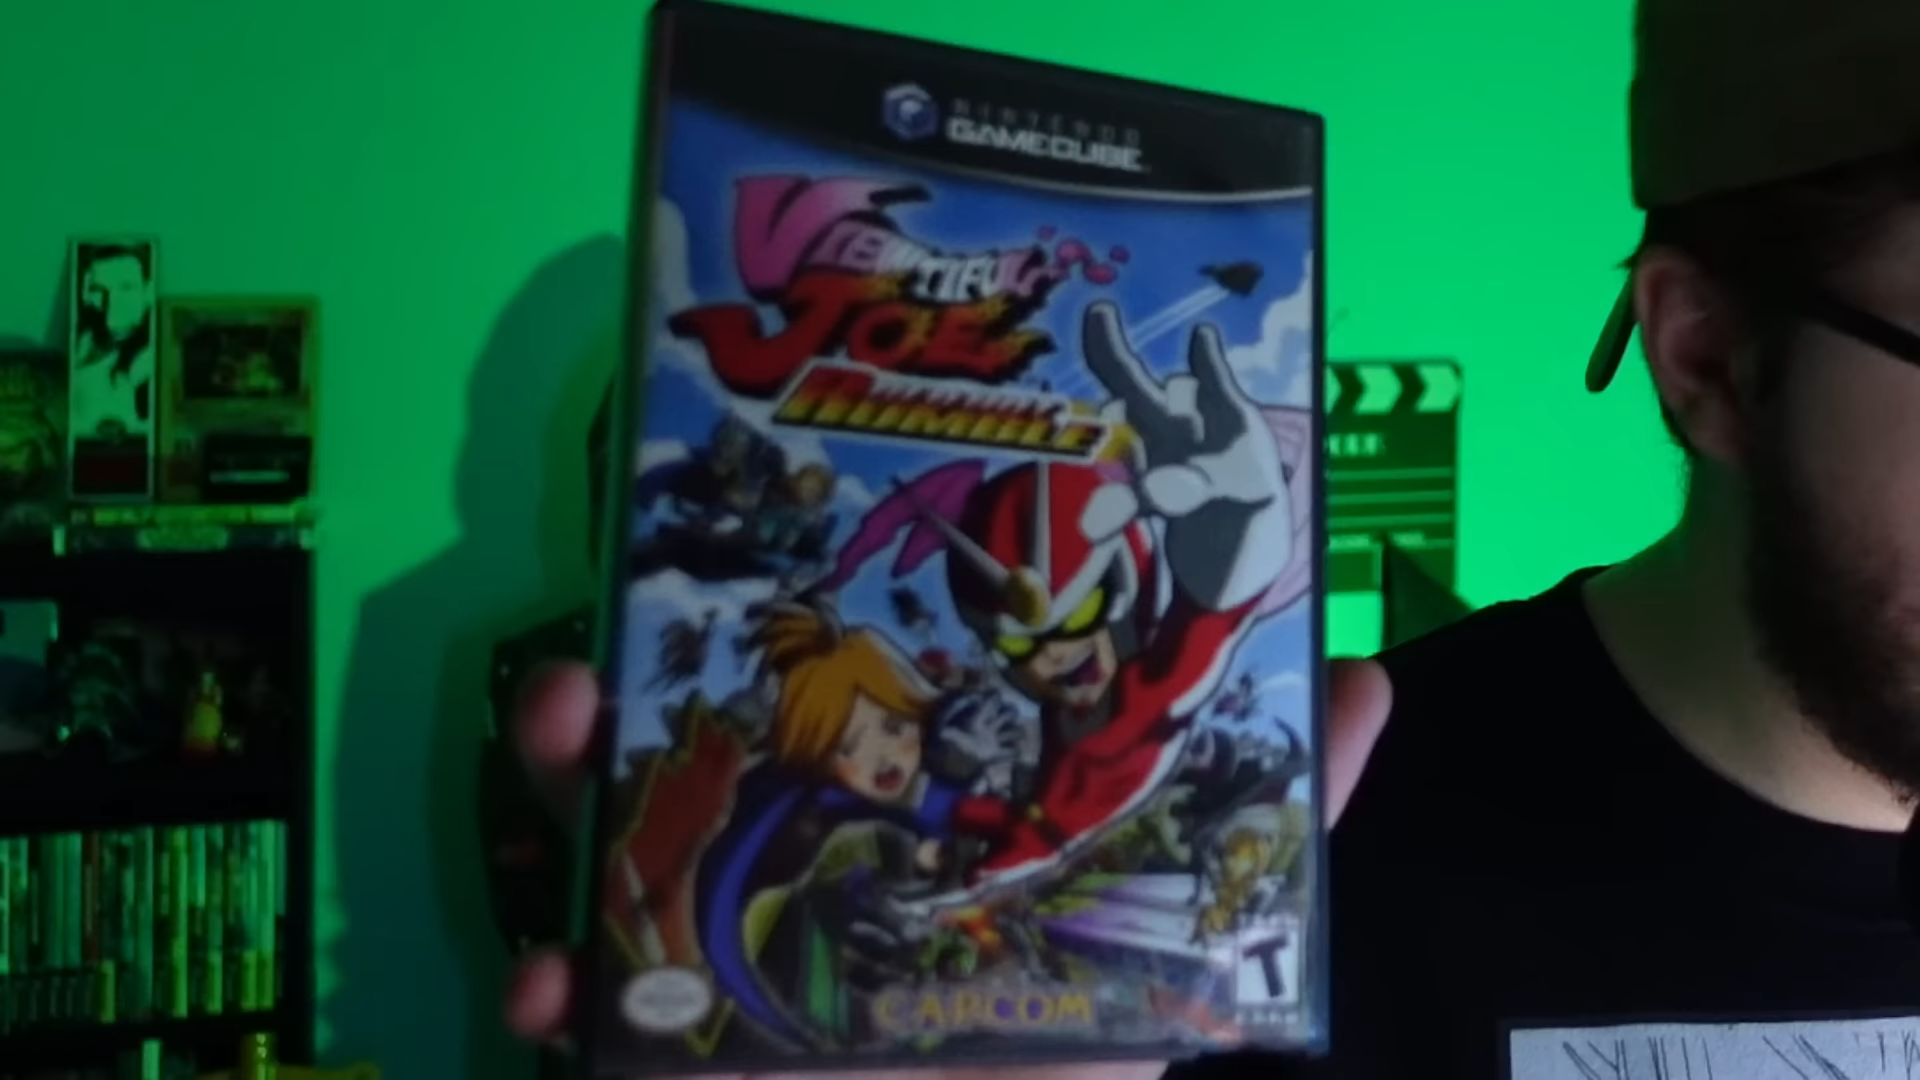 NINTENDO
GAMECUBE
VIEWTIFUL
JOE
RED HOT
RUMBLE
T
CAPCOM